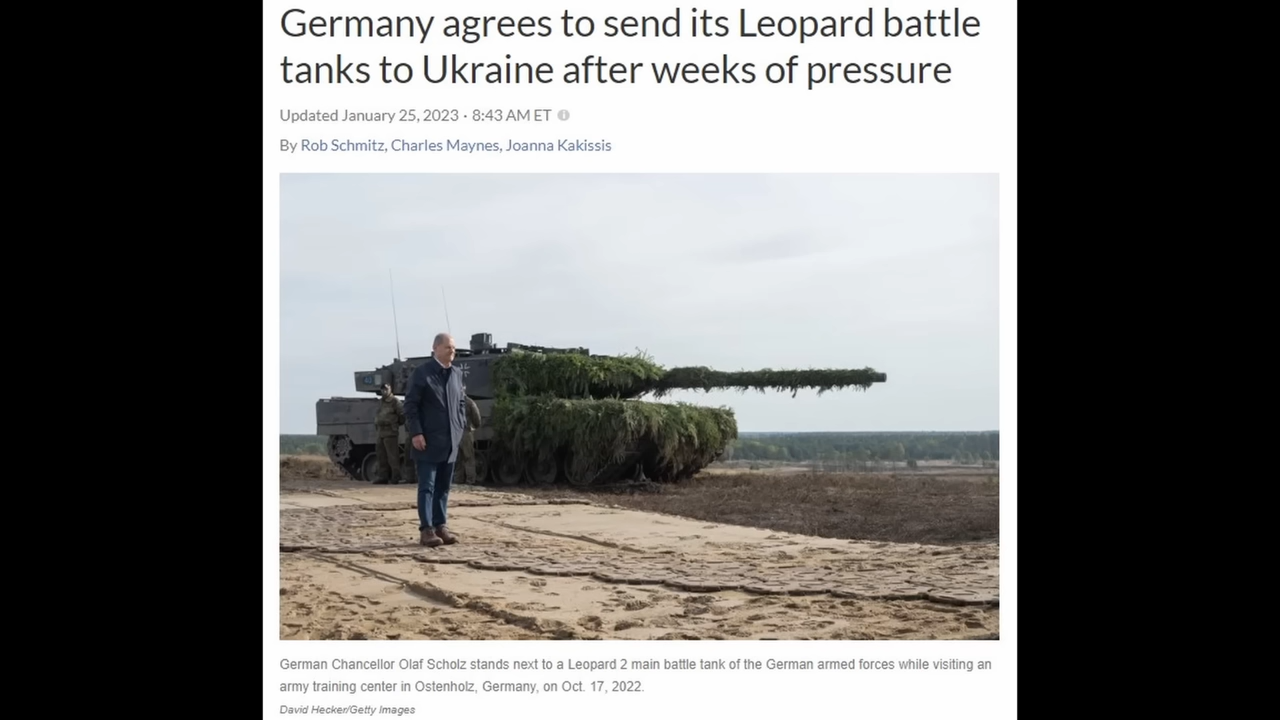 Germany agrees to send its Leopard battle
tanks to Ukraine after weeks of pressure
Updated January 25, 2023 · 8:43 AM ET
By Rob Schmitz, Charles Maynes, Joanna Kakissis
German Chancellor Olaf Scholz stands next to a Leopard 2 main battle tank of the German armed forces while visiting an
army training center in Ostenholz, Germany, on Oct. 17, 2022.
David Hecker/Getty Images